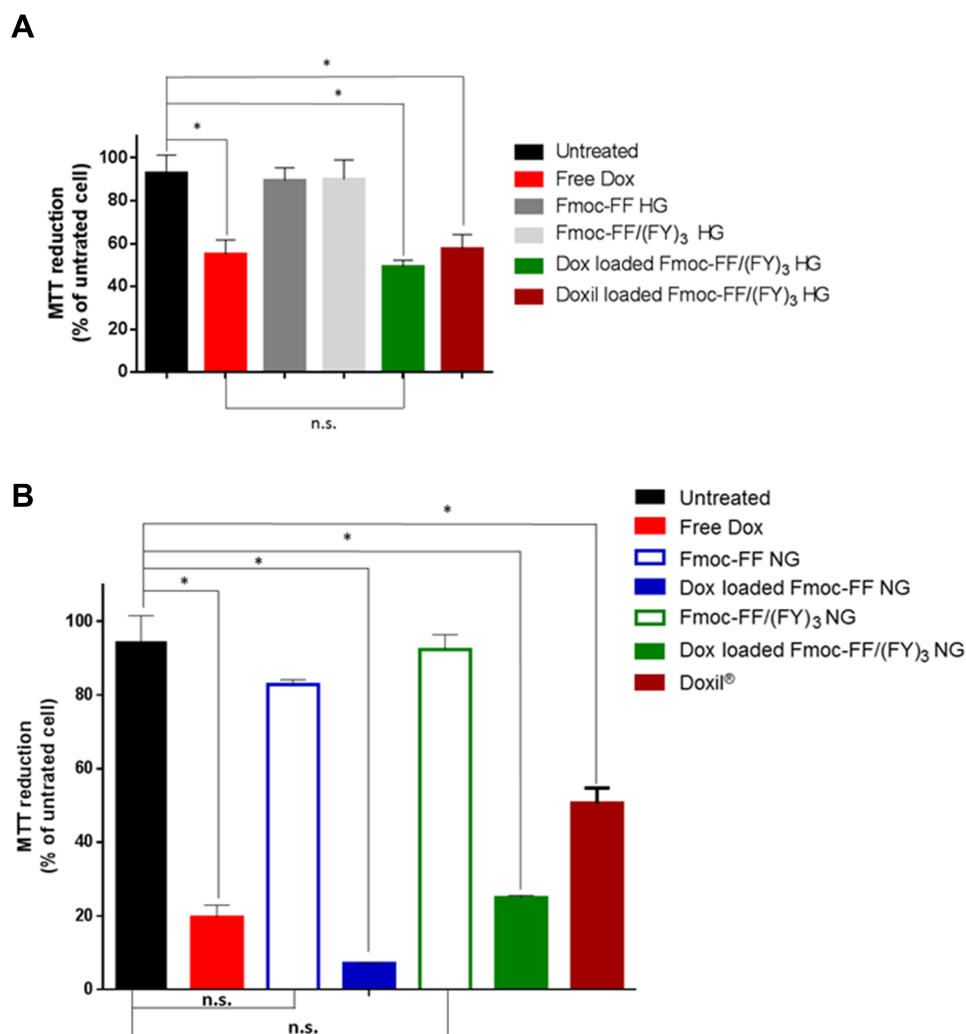 A
*
*
*
MTT reduction
(% of untreated cell)
100
80
60
40
20
0
n.s.
Untreated
Free Dox
Fmoc-FF HG
Fmoc-FF/(FY)₃ HG
Dox loaded Fmoc-FF/(FY)₃ HG
Doxil loaded Fmoc-FF/(FY)₃ HG
B
*
*
*
*
MTT reduction
(% of untrated cell)
100
80
60
40
20
0
n.s.
n.s.
Untreated
Free Dox
Fmoc-FF NG
Dox loaded Fmoc-FF NG
Fmoc-FF/(FY)₃ NG
Dox loaded Fmoc-FF/(FY)₃ NG
Doxil®